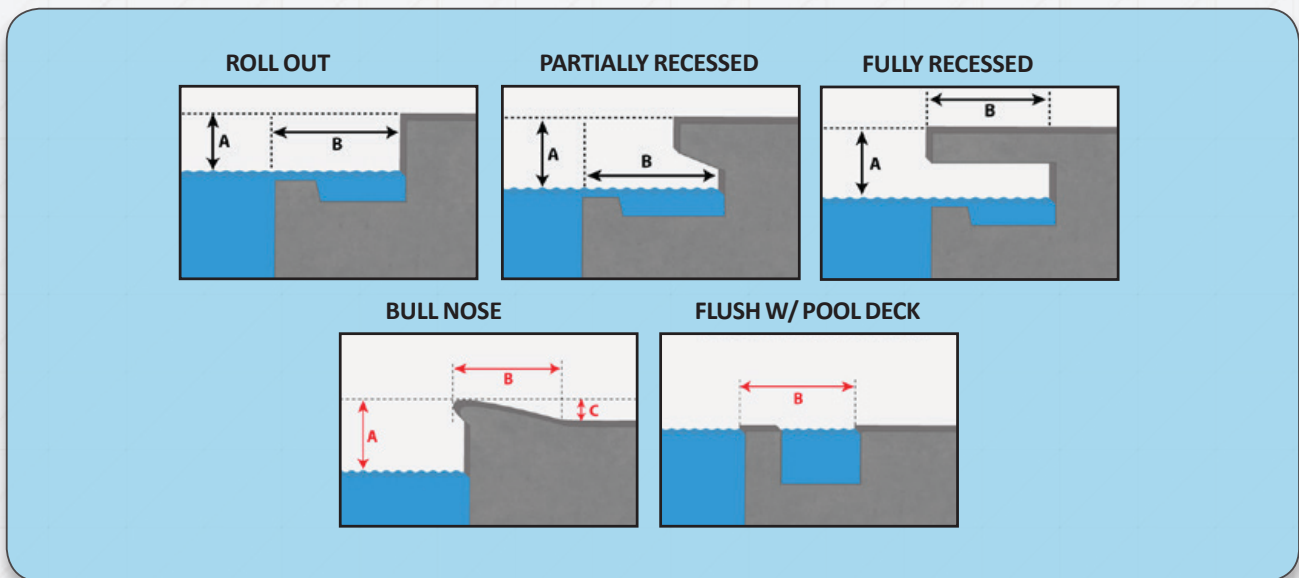 ROLL OUT
A
B
PARTIALLY RECESSED
A
B
FULLY RECESSED
B
A
BULL NOSE
B
C
A
FLUSH W/ POOL DECK
B